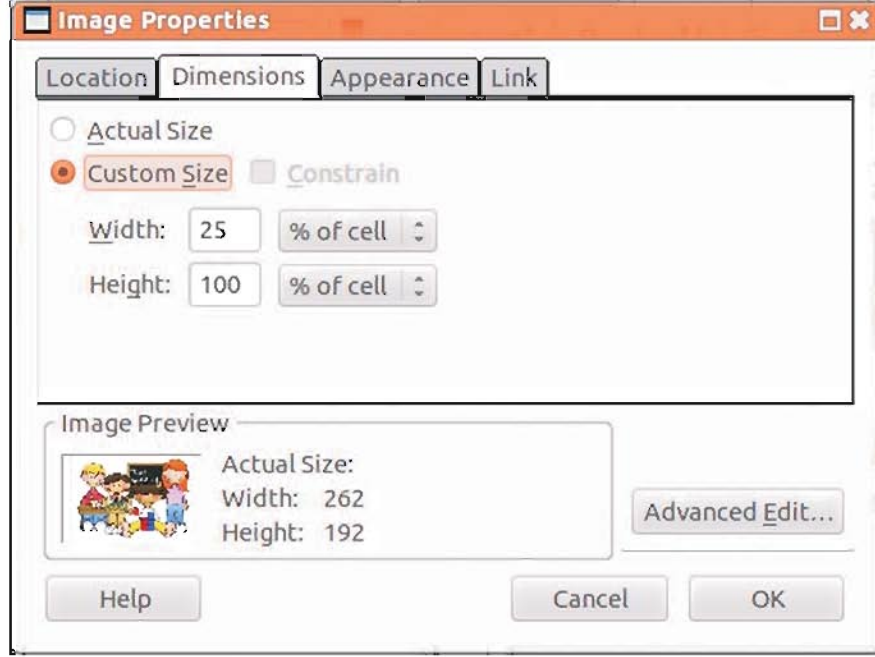 Image Properties
Location Dimensions Appearance Link
Actual Size
Custom Size Constrain
Width: 25 % of cell
Height: 100 % of cell
Image Preview
Actual Size:
Width: 262
Height: 192
Advanced Edit...
Help Cancel OK